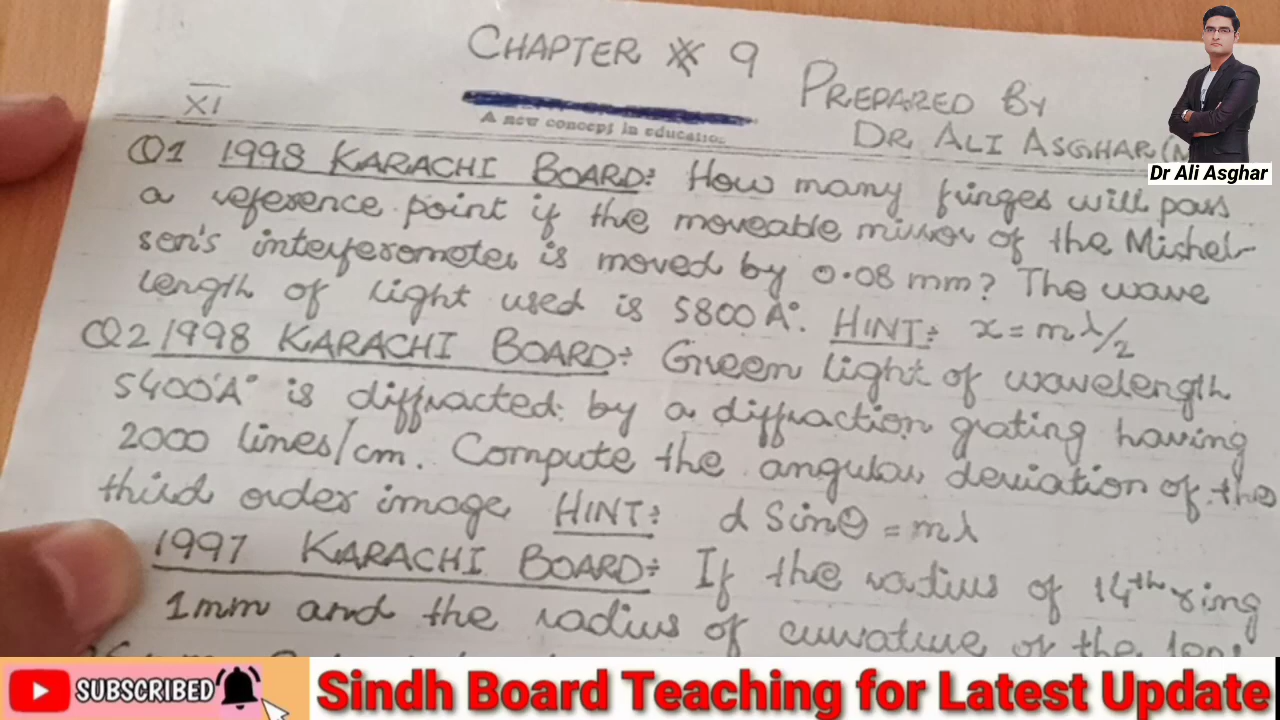 CHAPTER # 9
XI
PREPARED BY
A new concept in education
DR ALI ASGHAR
Dr Ali Asghar
Q1 1998 KARACHI BOARD: How many fringes will pass
a reference point if the moveable mirror of the Michel-
sen's interferometer is moved by 0.08 mm? The wave
length of light used is 5800 A°. HINT: x = mλ/2
Q2 1998 KARACHI BOARD: Green light of wavelength
5400 A° is diffracted by a diffraction grating having
2000 lines/cm. Compute the angular deviation of the
third order image HINT: d Sinθ = mλ
1997 KARACHI BOARD: If the radius of 14th ring
1mm and the radius of curvature of the
SUBSCRIBED
Sindh Board Teaching for Latest Update